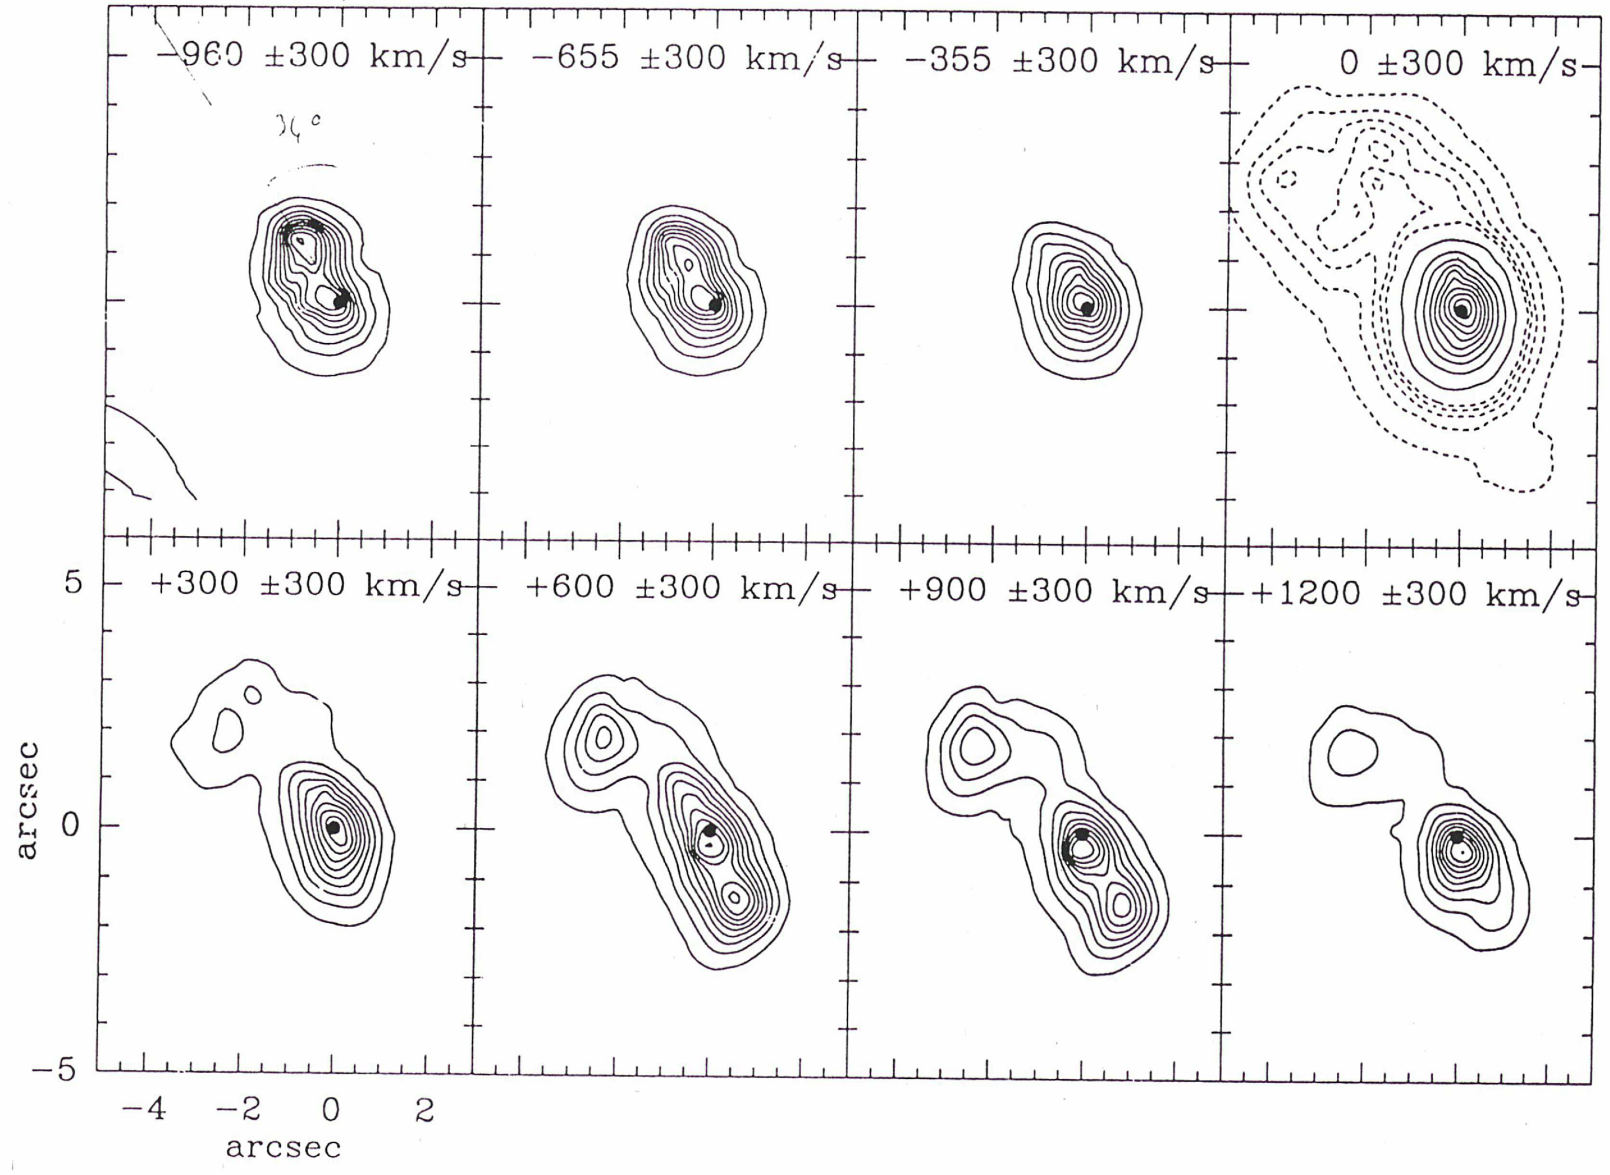 -960 ±300 km/s
-655 ±300 km/s
-355 ±300 km/s
0 ±300 km/s
34°
5
+300 ±300 km/s
+600 ±300 km/s
+900 ±300 km/s
+1200 ±300 km/s
arcsec
0
-5
-4 -2 0 2
arcsec